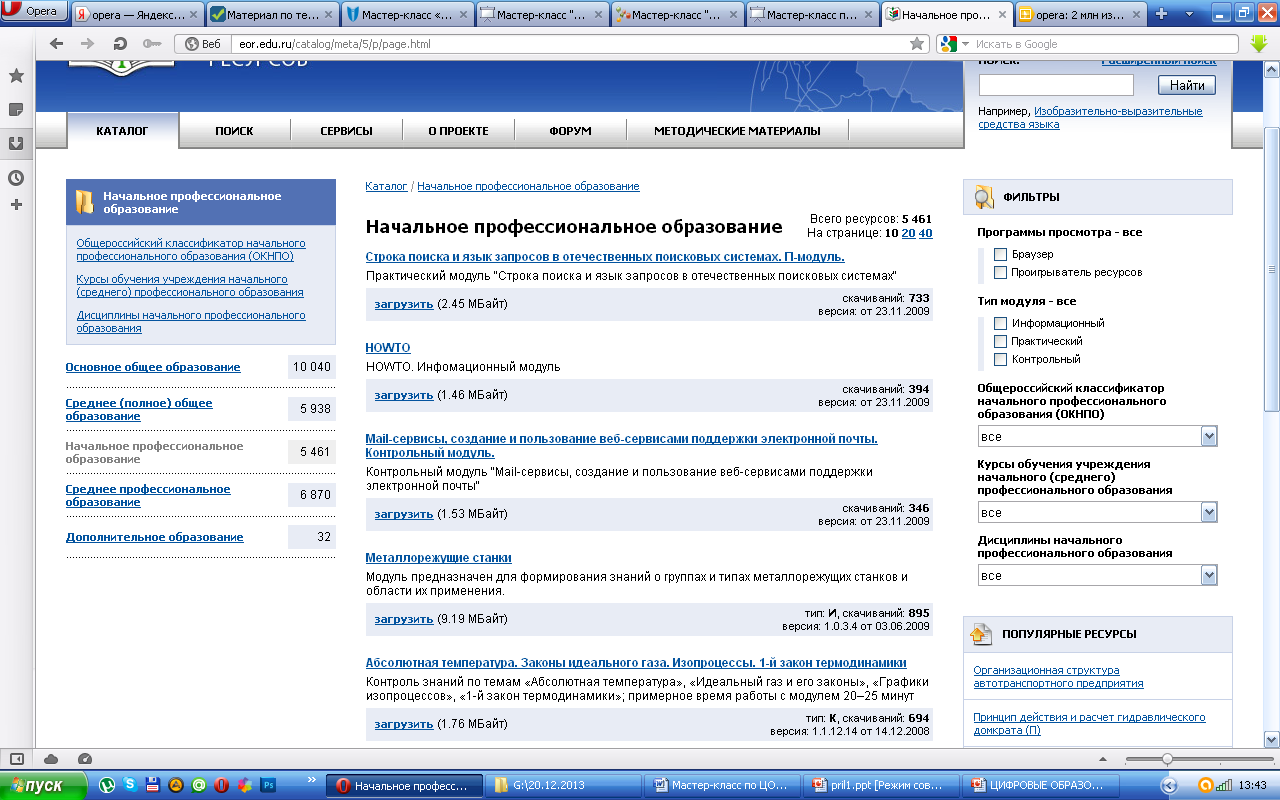 Opera
opera — Яндекс...
Материал по те...
Мастер-класс «...
Мастер-класс "...
Мастер-класс "...
Мастер-класс п...
Начальное про...
opera: 2 млн из...
Веб
eor.edu.ru/catalog/meta/5/p/page.html
Искать в Google
РЕСУРСОВ
Поиск:
Расширенный поиск
Найти
Например, Изобразительно-выразительные
средства языка
КАТАЛОГ
ПОИСК
СЕРВИСЫ
О ПРОЕКТЕ
ФОРУМ
МЕТОДИЧЕСКИЕ МАТЕРИАЛЫ
Начальное профессиональное
образование
Общероссийский классификатор начального
профессионального образования (ОКНПО)
Курсы обучения учреждения начального
(среднего) профессионального образования
Дисциплины начального профессионального
образования
Основное общее образование 10 040
Среднее (полное) общее
образование 5 938
Начальное профессиональное
образование 5 461
Среднее профессиональное
образование 6 870
Дополнительное образование 32
Каталог / Начальное профессиональное образование
Начальное профессиональное образование
Всего ресурсов: 5 461
На странице: 10 20 40
Строка поиска и язык запросов в отечественных поисковых системах. П-модуль.
Практический модуль "Строка поиска и язык запросов в отечественных поисковых системах"
загрузить (2.45 МБайт)
скачиваний: 733
версия: от 23.11.2009
HOWTO
HOWTO. Инфомационный модуль
загрузить (1.46 МБайт)
скачиваний: 394
версия: от 23.11.2009
Mail-сервисы, создание и пользование веб-сервисами поддержки электронной почты.
Контрольный модуль.
Контрольный модуль "Mail-сервисы, создание и пользование веб-сервисами поддержки
электронной почты"
загрузить (1.53 МБайт)
скачиваний: 346
версия: от 23.11.2009
Металлорежущие станки
Модуль предназначен для формирования знаний о группах и типах металлорежущих станков и
области их применения.
загрузить (9.19 МБайт)
тип: И, скачиваний: 895
версия: 1.0.3.4 от 03.06.2009
Абсолютная температура. Законы идеального газа. Изопроцессы. 1-й закон термодинамики
Контроль знаний по темам «Абсолютная температура», «Идеальный газ и его законы», «Графики
изопроцессов», «1-й закон термодинамики»; примерное время работы с модулем 20–25 минут
загрузить (1.76 МБайт)
тип: К, скачиваний: 694
версия: 1.1.12.14 от 14.12.2008
ФИЛЬТРЫ
Программы просмотра - все
Браузер
Проигрыватель ресурсов
Тип модуля - все
Информационный
Практический
Контрольный
Общероссийский классификатор
начального профессионального
образования (ОКНПО)
все
Курсы обучения учреждения
начального (среднего)
профессионального образования
все
Дисциплины начального
профессионального образования
все
ПОПУЛЯРНЫЕ РЕСУРСЫ
Организационная структура
автотранспортного предприятия
Принцип действия и расчет гидравлического
домкрата (П)
пуск
Начальное професс...
G:\20.12.2013
Мастер-класс по ЦО...
pril1.ppt [Режим сов...
ЦИФРОВЫЕ ОБРАЗО...
13:43